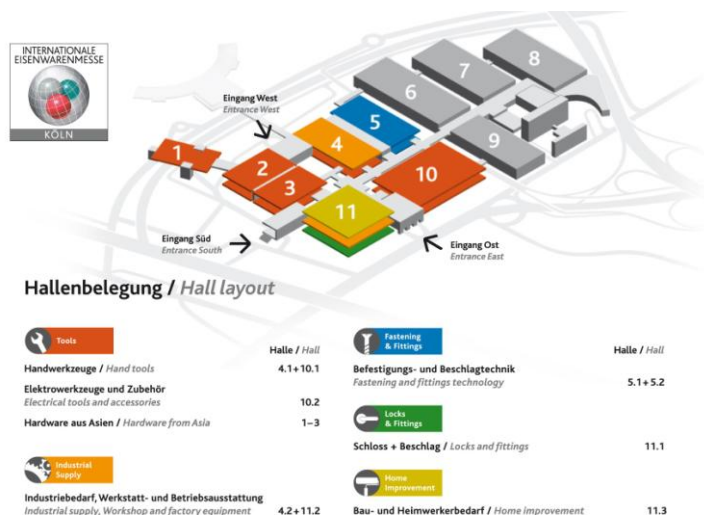 INTERNATIONALE
EISENWARENMESSE
KÖLN
8
7
6
Eingang West
Entrance West
5
4
9
1
2
3
10
11
Eingang Süd
Entrance South
Eingang Ost
Entrance East
Hallenbelegung / Hall layout
Tools
Halle / Hall
Handwerkzeuge / Hand tools 4.1+10.1
Elektrowerkzeuge und Zubehör
Electrical tools and accessories 10.2
Hardware aus Asien / Hardware from Asia 1–3
Industrial
Supply
Industriebedarf, Werkstatt- und Betriebsausstattung
Industrial supply, Workshop and factory equipment 4.2+11.2
Fastening
& Fittings
Halle / Hall
Befestigungs- und Beschlagtechnik
Fastening and fittings technology 5.1+5.2
Locks
& Fittings
Schloss + Beschlag / Locks and fittings 11.1
Home
Improvement
Bau- und Heimwerkerbedarf / Home improvement 11.3